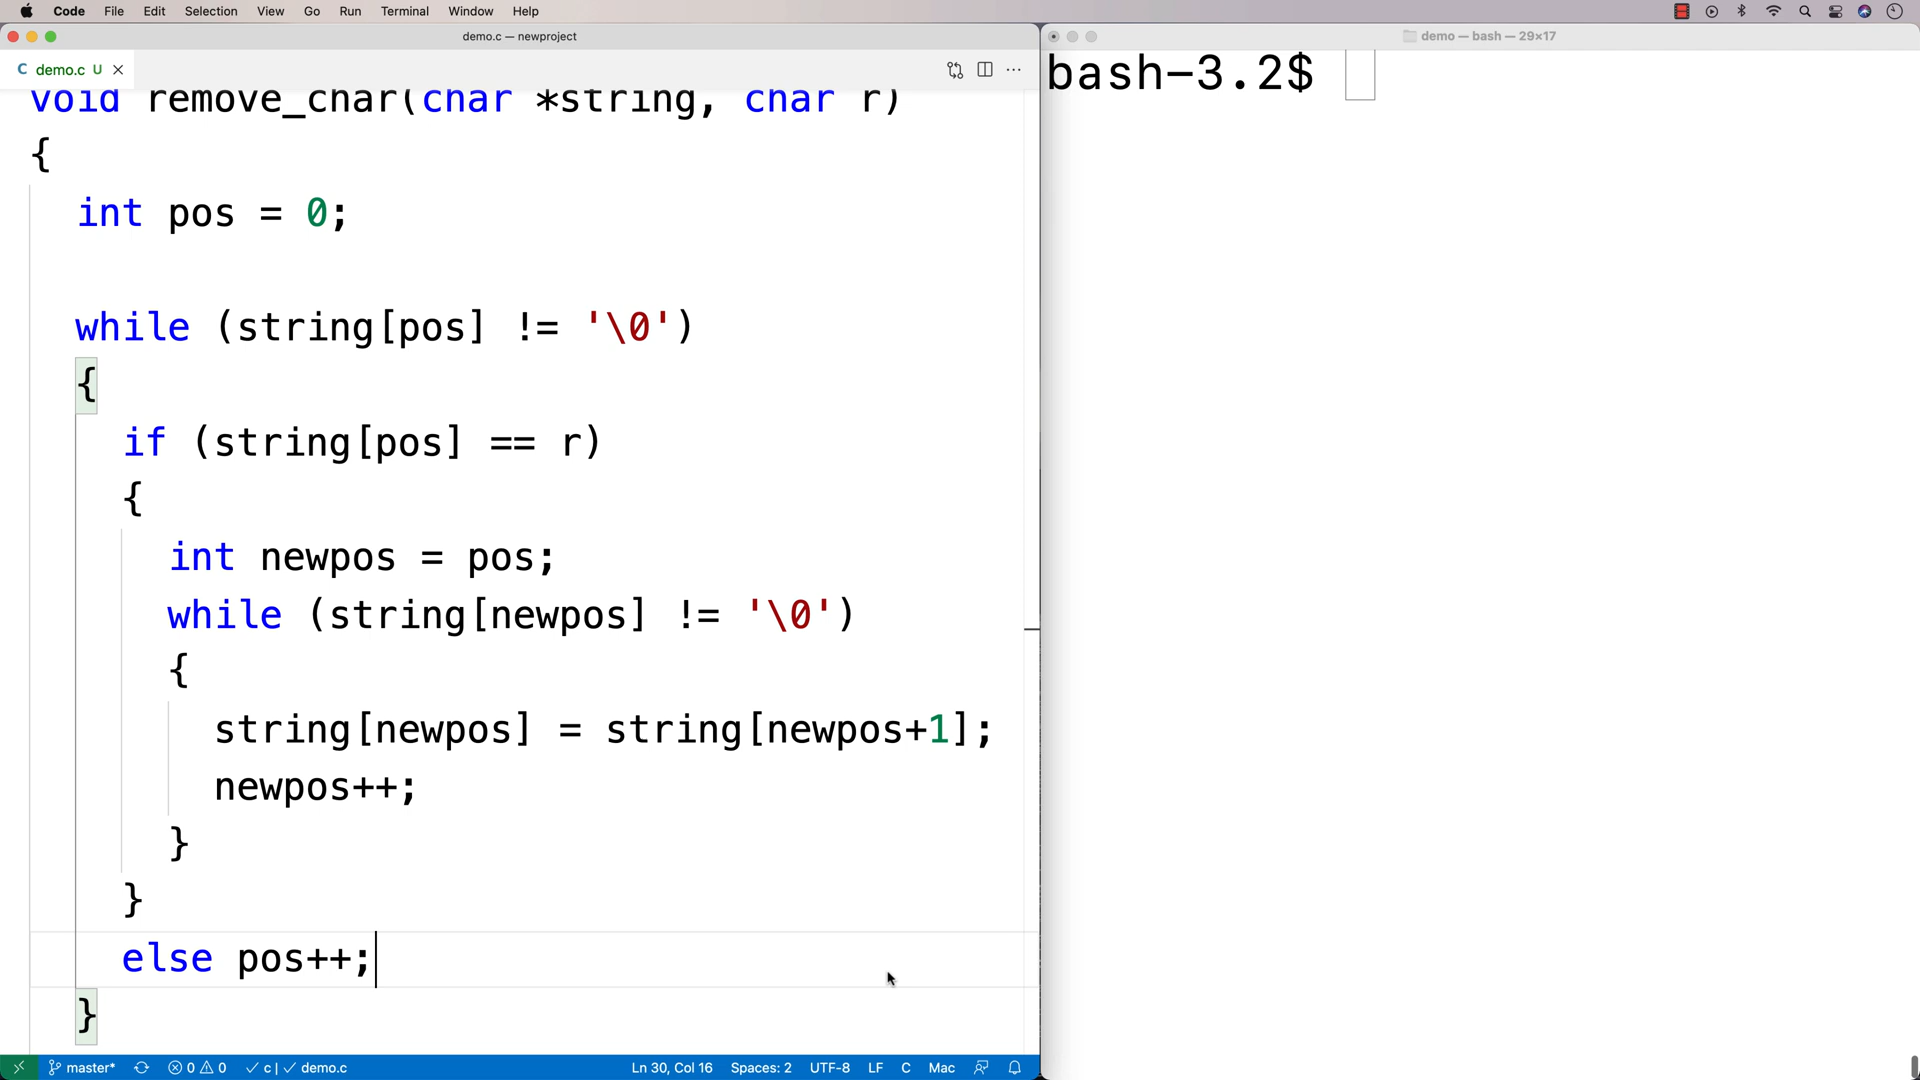 Code File Edit Selection View Go Run Terminal Window Help
demo.c — newproject
demo — bash — 29×17
C demo.c U
bash-3.2$
void remove_char(char *string, char r)
{
int pos = 0;
while (string[pos] != '\0')
{
if (string[pos] == r)
{
int newpos = pos;
while (string[newpos] != '\0')
{
string[newpos] = string[newpos+1];
newpos++;
}
}
else pos++;
}
master* 0 0 c | demo.c Ln 30, Col 16 Spaces: 2 UTF-8 LF C Mac